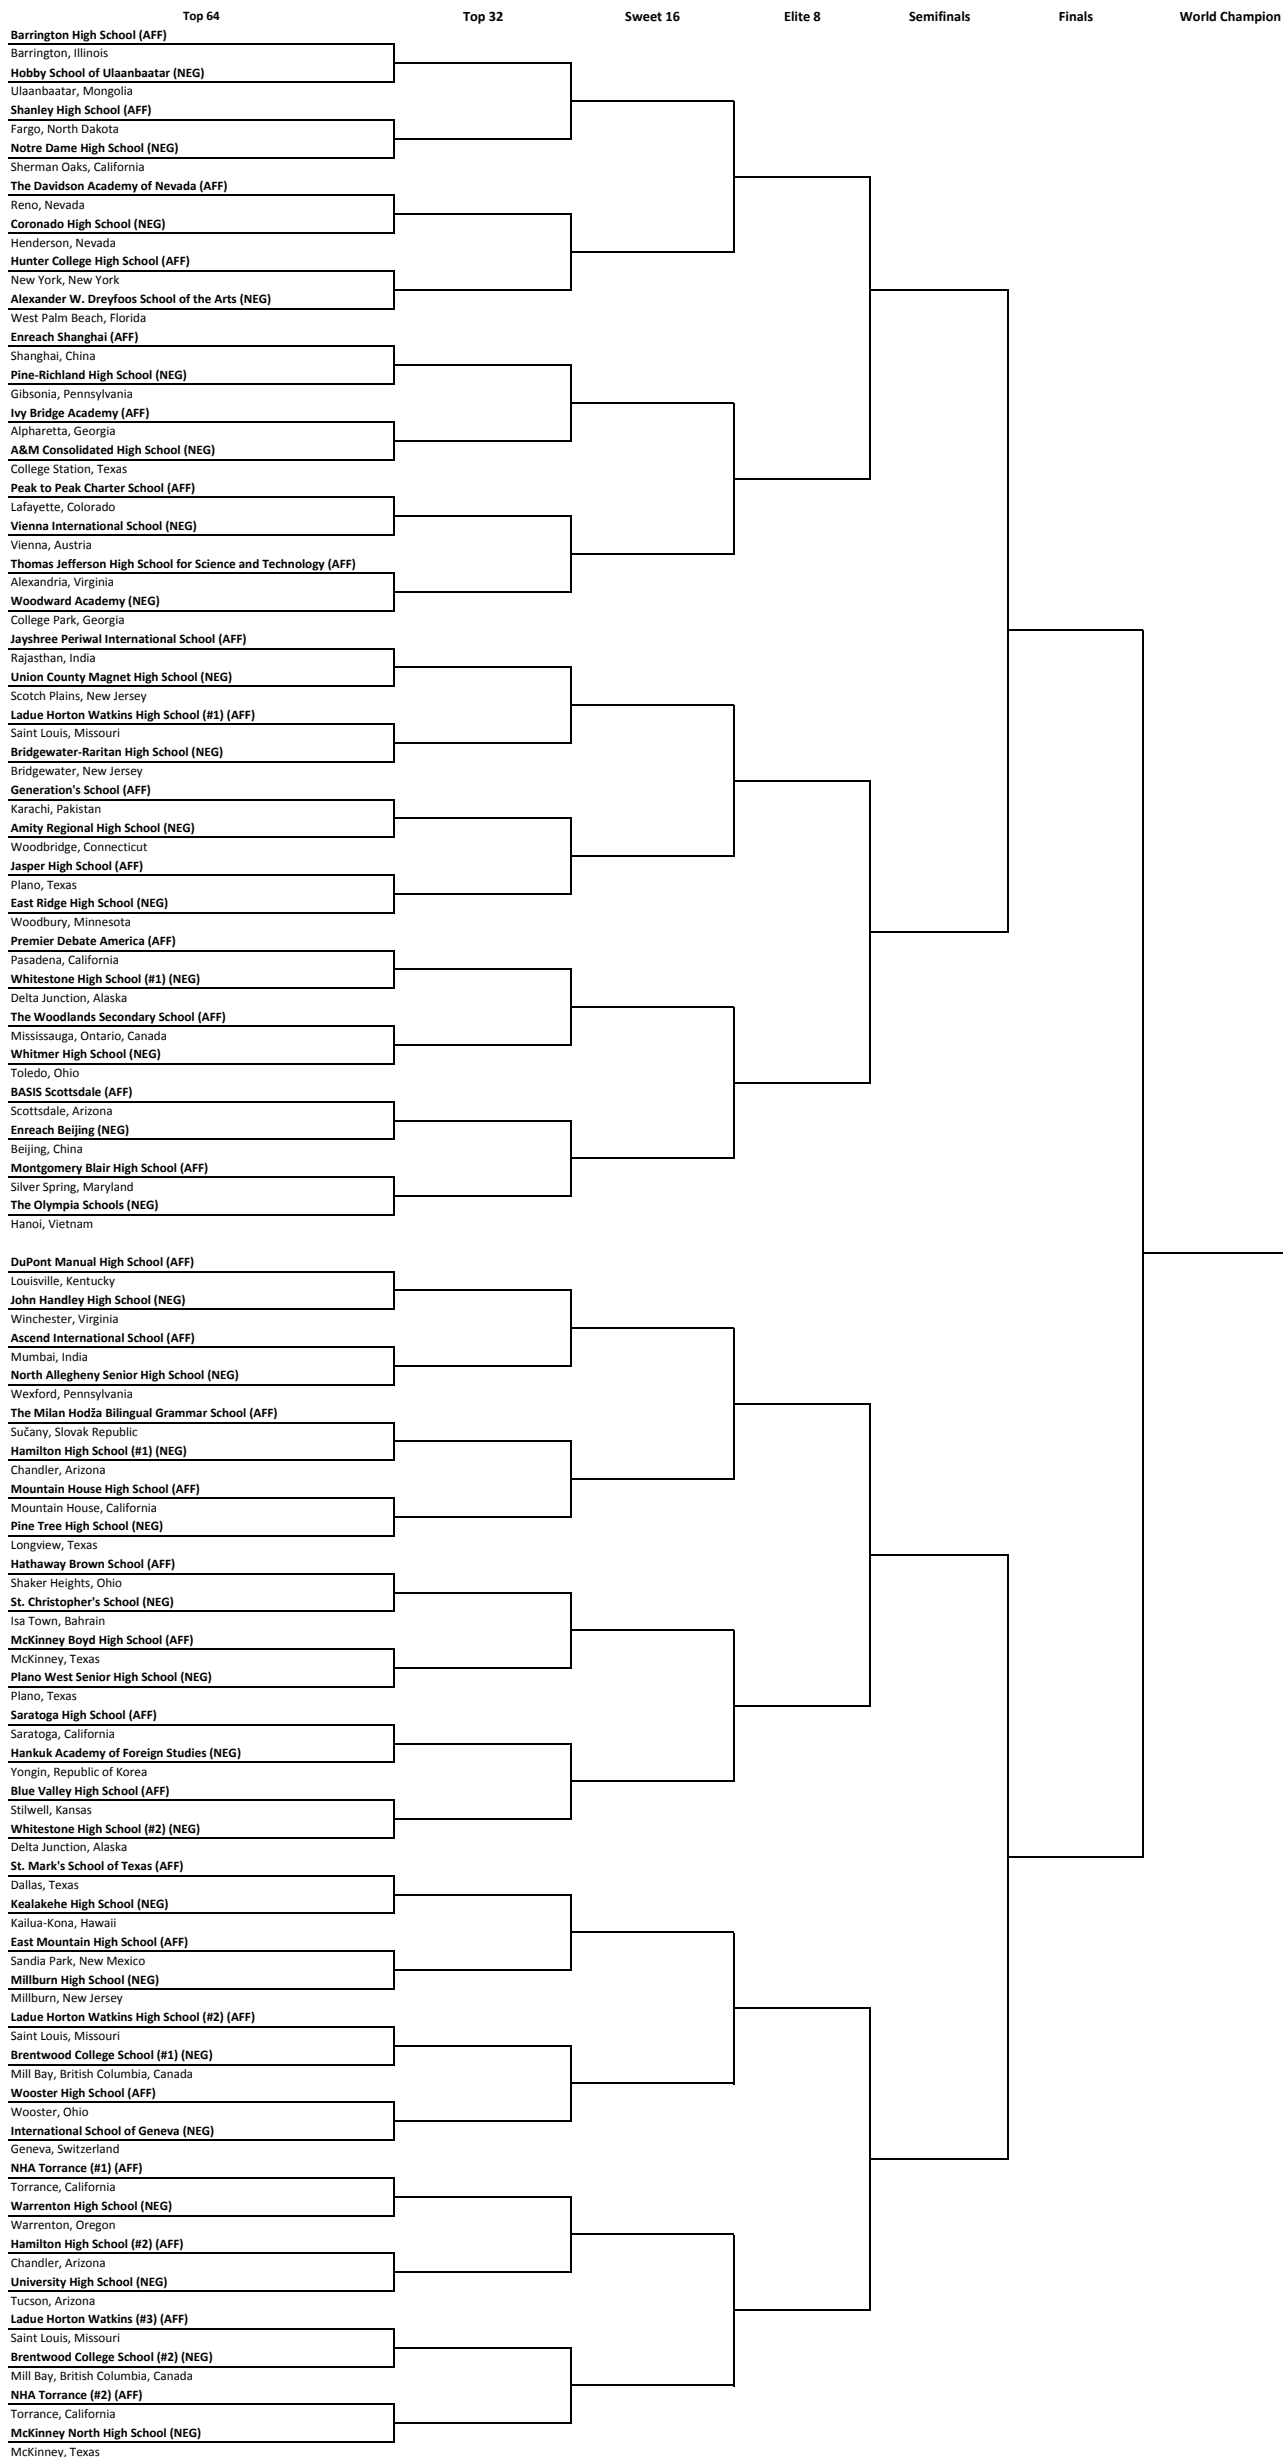 Top 64 Top 32 Sweet 16 Elite 8 Semifinals Finals World Champion
Barrington High School (AFF)
Barrington, Illinois
Hobby School of Ulaanbaatar (NEG)
Ulaanbaatar, Mongolia
Shanley High School (AFF)
Fargo, North Dakota
Notre Dame High School (NEG)
Sherman Oaks, California
The Davidson Academy of Nevada (AFF)
Reno, Nevada
Coronado High School (NEG)
Henderson, Nevada
Hunter College High School (AFF)
New York, New York
Alexander W. Dreyfoos School of the Arts (NEG)
West Palm Beach, Florida
Enreach Shanghai (AFF)
Shanghai, China
Pine-Richland High School (NEG)
Gibsonia, Pennsylvania
Ivy Bridge Academy (AFF)
Alpharetta, Georgia
A&M Consolidated High School (NEG)
College Station, Texas
Peak to Peak Charter School (AFF)
Lafayette, Colorado
Vienna International School (NEG)
Vienna, Austria
Thomas Jefferson High School for Science and Technology (AFF)
Alexandria, Virginia
Woodward Academy (NEG)
College Park, Georgia
Jayshree Periwal International School (AFF)
Rajasthan, India
Union County Magnet High School (NEG)
Scotch Plains, New Jersey
Ladue Horton Watkins High School (#1) (AFF)
Saint Louis, Missouri
Bridgewater-Raritan High School (NEG)
Bridgewater, New Jersey
Generation's School (AFF)
Karachi, Pakistan
Amity Regional High School (NEG)
Woodbridge, Connecticut
Jasper High School (AFF)
Plano, Texas
East Ridge High School (NEG)
Woodbury, Minnesota
Premier Debate America (AFF)
Pasadena, California
Whitestone High School (#1) (NEG)
Delta Junction, Alaska
The Woodlands Secondary School (AFF)
Mississauga, Ontario, Canada
Whitmer High School (NEG)
Toledo, Ohio
BASIS Scottsdale (AFF)
Scottsdale, Arizona
Enreach Beijing (NEG)
Beijing, China
Montgomery Blair High School (AFF)
Silver Spring, Maryland
The Olympia Schools (NEG)
Hanoi, Vietnam
DuPont Manual High School (AFF)
Louisville, Kentucky
John Handley High School (NEG)
Winchester, Virginia
Ascend International School (AFF)
Mumbai, India
North Allegheny Senior High School (NEG)
Wexford, Pennsylvania
The Milan Hodža Bilingual Grammar School (AFF)
Sučany, Slovak Republic
Hamilton High School (#1) (NEG)
Chandler, Arizona
Mountain House High School (AFF)
Mountain House, California
Pine Tree High School (NEG)
Longview, Texas
Hathaway Brown School (AFF)
Shaker Heights, Ohio
St. Christopher's School (NEG)
Isa Town, Bahrain
McKinney Boyd High School (AFF)
McKinney, Texas
Plano West Senior High School (NEG)
Plano, Texas
Saratoga High School (AFF)
Saratoga, California
Hankuk Academy of Foreign Studies (NEG)
Yongin, Republic of Korea
Blue Valley High School (AFF)
Stilwell, Kansas
Whitestone High School (#2) (NEG)
Delta Junction, Alaska
St. Mark's School of Texas (AFF)
Dallas, Texas
Kealakehe High School (NEG)
Kailua-Kona, Hawaii
East Mountain High School (AFF)
Sandia Park, New Mexico
Millburn High School (NEG)
Millburn, New Jersey
Ladue Horton Watkins High School (#2) (AFF)
Saint Louis, Missouri
Brentwood College School (#1) (NEG)
Mill Bay, British Columbia, Canada
Wooster High School (AFF)
Wooster, Ohio
International School of Geneva (NEG)
Geneva, Switzerland
NHA Torrance (#1) (AFF)
Torrance, California
Warrenton High School (NEG)
Warrenton, Oregon
Hamilton High School (#2) (AFF)
Chandler, Arizona
University High School (NEG)
Tucson, Arizona
Ladue Horton Watkins (#3) (AFF)
Saint Louis, Missouri
Brentwood College School (#2) (NEG)
Mill Bay, British Columbia, Canada
NHA Torrance (#2) (AFF)
Torrance, California
McKinney North High School (NEG)
McKinney, Texas